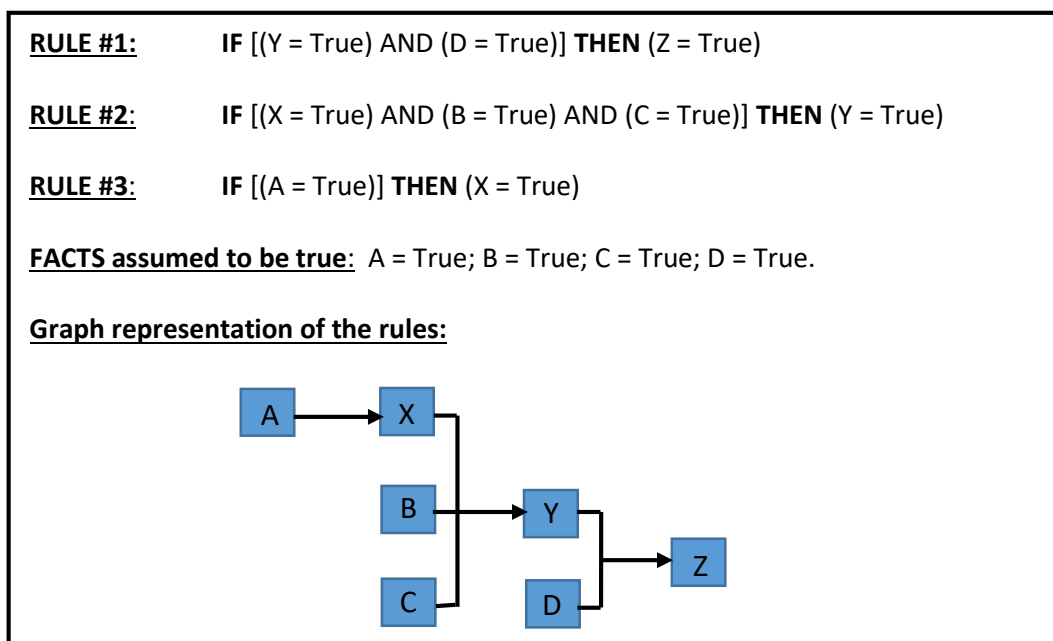 RULE #1: IF [(Y = True) AND (D = True)] THEN (Z = True)
RULE #2: IF [(X = True) AND (B = True) AND (C = True)] THEN (Y = True)
RULE #3: IF [(A = True)] THEN (X = True)
FACTS assumed to be true: A = True; B = True; C = True; D = True.
Graph representation of the rules:
A X
B Y
Z
C D